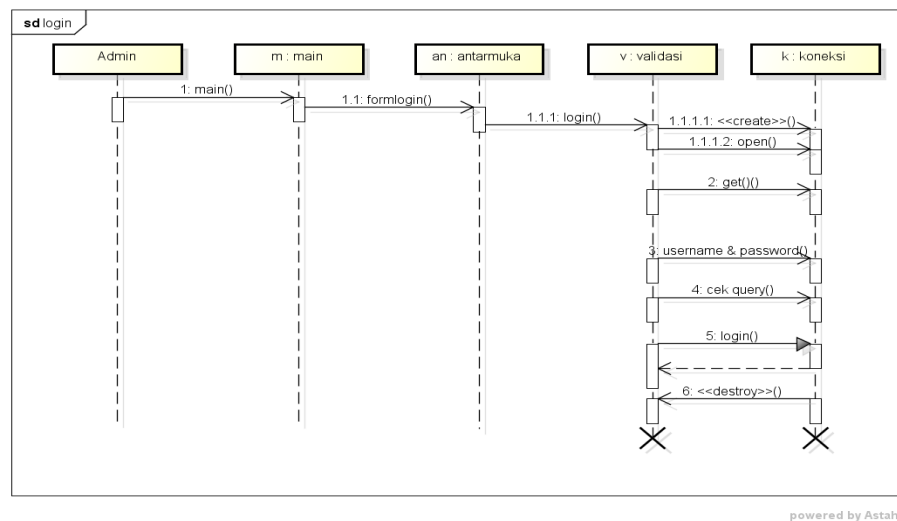 sd login
Admin
m : main
an : antarmuka
v : validasi
k : koneksi
1: main()
1.1: formlogin()
1.1.1: login()
1.1.1.1: <<create>>()
1.1.1.2: open()
2: get()()
3: username & password()
4: cek query()
5: login()
6: <<destroy>>()
powered by Astah